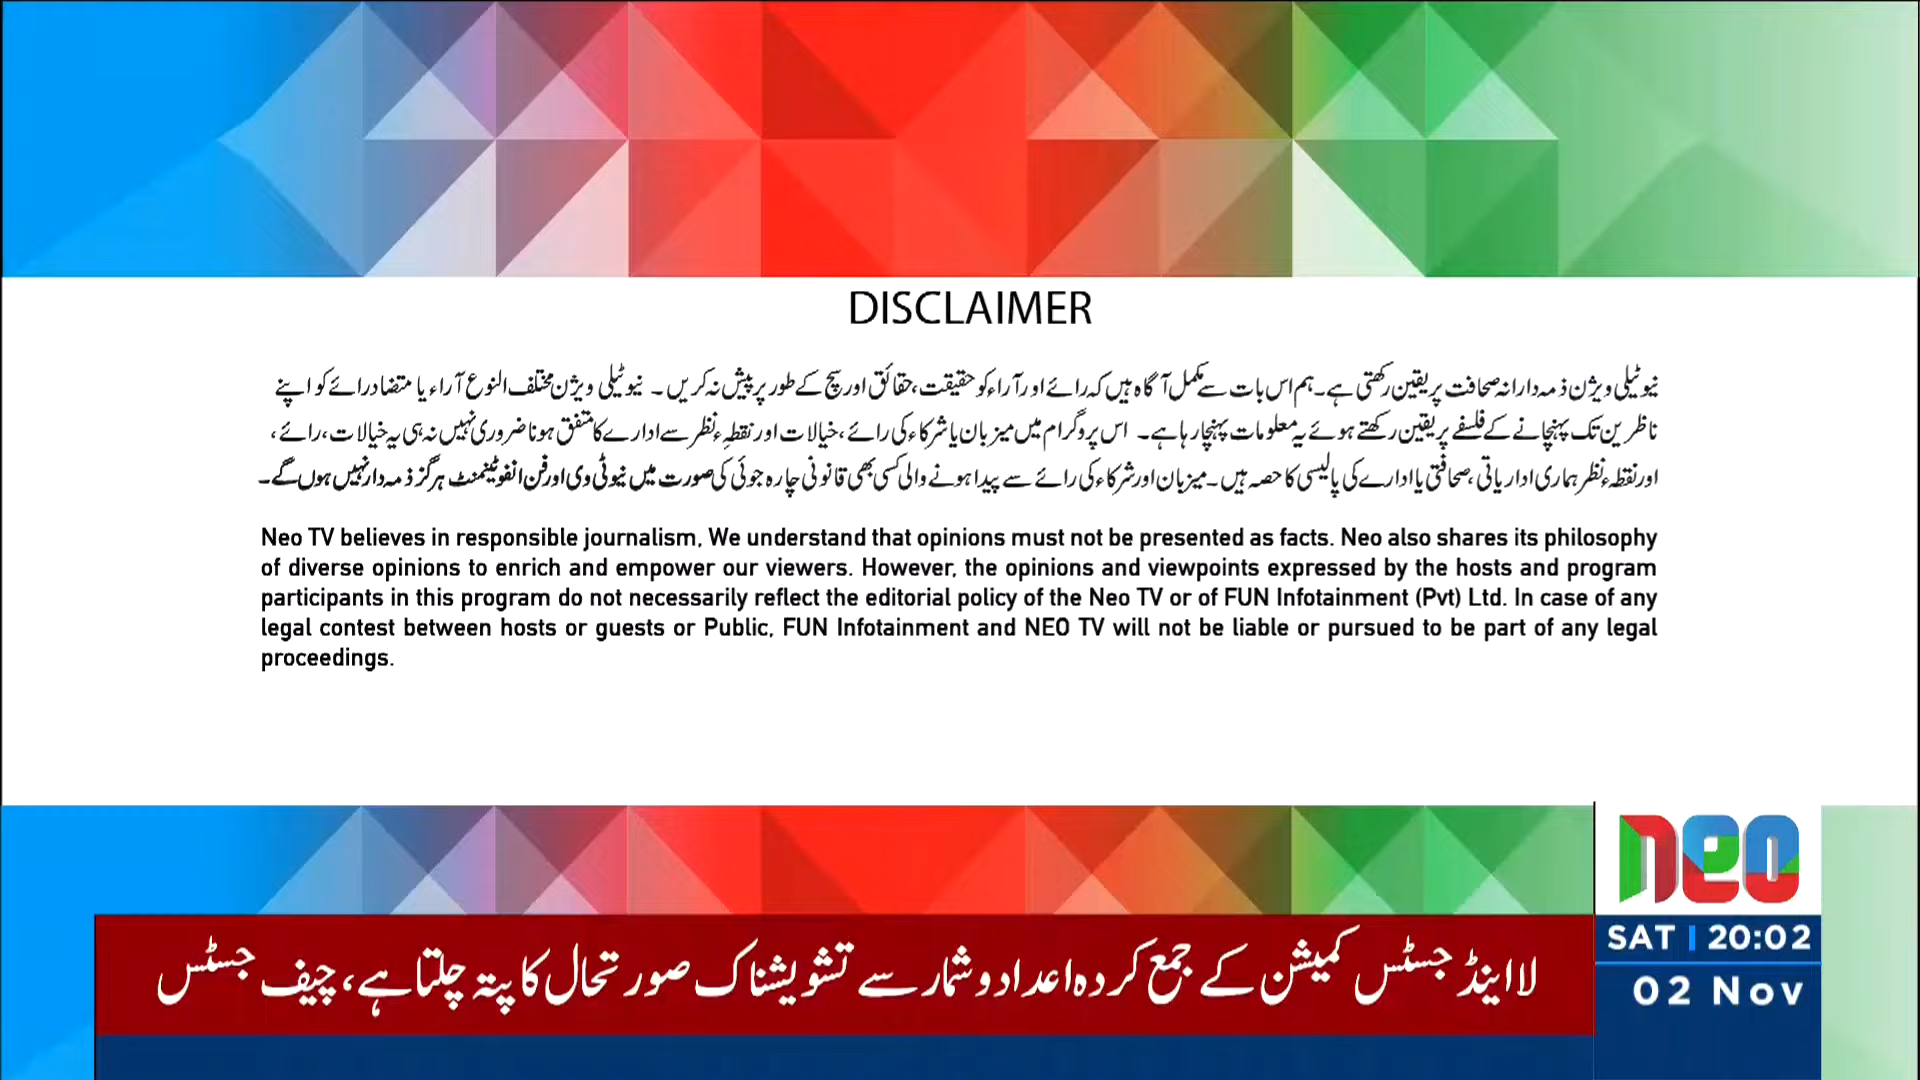 DISCLAIMER
نیو ٹیلی ویژن ذمہ دارانہ صحافت پر یقین رکھتی ہے۔ ہم اس بات سے مکمل آگاہ ہیں کہ رائے اور آراء کو حقیقت، حقائق اور سچ کے طور پر پیش نہ کریں ۔ نیو ٹیلی ویژن مختلف النوع آراء یا متضاد رائے کو اپنے
ناظرین تک پہنچانے کے فلسفے پر یقین رکھتے ہوئے یہ معلومات پہنچا رہا ہے۔ اس پروگرام میں میزبان یا شرکاء کی رائے ، خیالات اور نقطہء نظر سے ادارے کا متفق ہونا ضروری نہیں نہ ہی یہ خیالات، رائے ،
اور نقطہء نظر ہماری ادارتی، صحافتی یا ادارے کی پالیسی کا حصہ ہیں۔ میزبان اور شرکاء کی رائے سے پیدا ہونے والی کسی بھی قانونی چارہ جوئی کی صورت میں نیو ٹی وی اور فن انفوٹینمنٹ ہرگز ذمہ دار نہیں ہوں گے۔
Neo TV believes in responsible journalism, We understand that opinions must not be presented as facts. Neo also shares its philosophy
of diverse opinions to enrich and empower our viewers. However, the opinions and viewpoints expressed by the hosts and program
participants in this program do not necessarily reflect the editorial policy of the Neo TV or of FUN Infotainment (Pvt) Ltd. In case of any
legal contest between hosts or guests or Public, FUN Infotainment and NEO TV will not be liable or pursued to be part of any legal
proceedings.
neo
SAT | 20:02
02 Nov
لا اینڈ جسٹس کمیشن کے جمع کردہ اعداد و شمار سے تشویشناک صورتحال کا پتہ چلتا ہے، چیف جسٹس